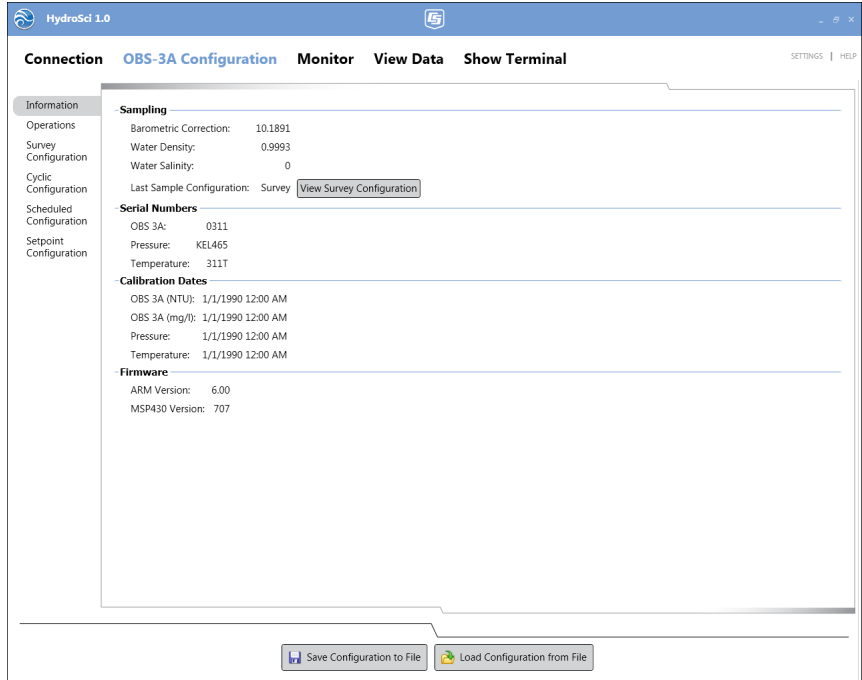 HydroSci 1.0
Connection OBS-3A Configuration Monitor View Data Show Terminal SETTINGS | HELP
Information
Operations
Survey
Configuration
Cyclic
Configuration
Scheduled
Configuration
Setpoint
Configuration
Sampling
Barometric Correction: 10.1891
Water Density: 0.9993
Water Salinity: 0
Last Sample Configuration: Survey View Survey Configuration
Serial Numbers
OBS 3A: 0311
Pressure: KEL465
Temperature: 311T
Calibration Dates
OBS 3A (NTU): 1/1/1990 12:00 AM
OBS 3A (mg/l): 1/1/1990 12:00 AM
Pressure: 1/1/1990 12:00 AM
Temperature: 1/1/1990 12:00 AM
Firmware
ARM Version: 6.00
MSP430 Version: 707
Save Configuration to File Load Configuration from File